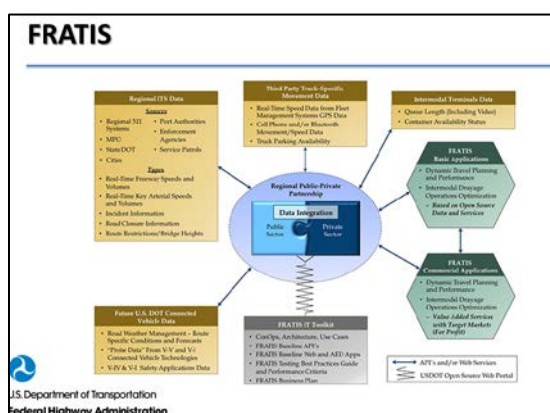 FRATIS
Regional ITS Data
Sources
• Regional 511
Systems
• MPO
• State DOT
• Cities
• Port Authorities
• Enforcement
Agencies
• Service Patrols
Types
• Real-Time Freeway Speeds and
Volumes
• Real-Time Key Arterial Speeds
and Volumes
• Incident Information
• Road Closure Information
• Route Restrictions/Bridge Heights
Third Party Truck-Specific
Movement Data
• Real-Time Speed Data from Fleet
Management Systems GPS Data
• Cell Phone and/or Bluetooth
Movement/Speed Data
• Truck Parking Availability
Intermodal Terminals Data
• Queue Length (Including Video)
• Container Availability Status
Regional Public-Private
Partnership
Data Integration
Public
Sector
Private
Sector
FRATIS
Basic Applications
• Dynamic Travel Planning
and Performance
• Intermodal Drayage
Operations Optimization
– Based on Open Source
Data and Services
FRATIS
Commercial Applications
• Dynamic Travel Planning
and Performance
• Intermodal Drayage
Operations Optimization
– Value Added Services
with Target Markets (For
Profit)
Future U.S. DOT Connected
Vehicle Data
• Road Weather Management – Route
Specific Conditions and Forecasts
• "Probe Data" From V-V and V-I
Connected Vehicle Technologies
• V-IV & V-I Safety Applications Data
FRATIS IT Toolkit
• ConOps, Architecture, Use Cases
• FRATIS Baseline API's
• FRATIS Baseline Web and
Apps
• FRATIS Testing Best Practices Guide
and Performance Criteria
• FRATIS Business Plan
API's and/or Web Services
USDOT Open Source Web Portal
U.S. Department of Transportation
Federal Highway Administration